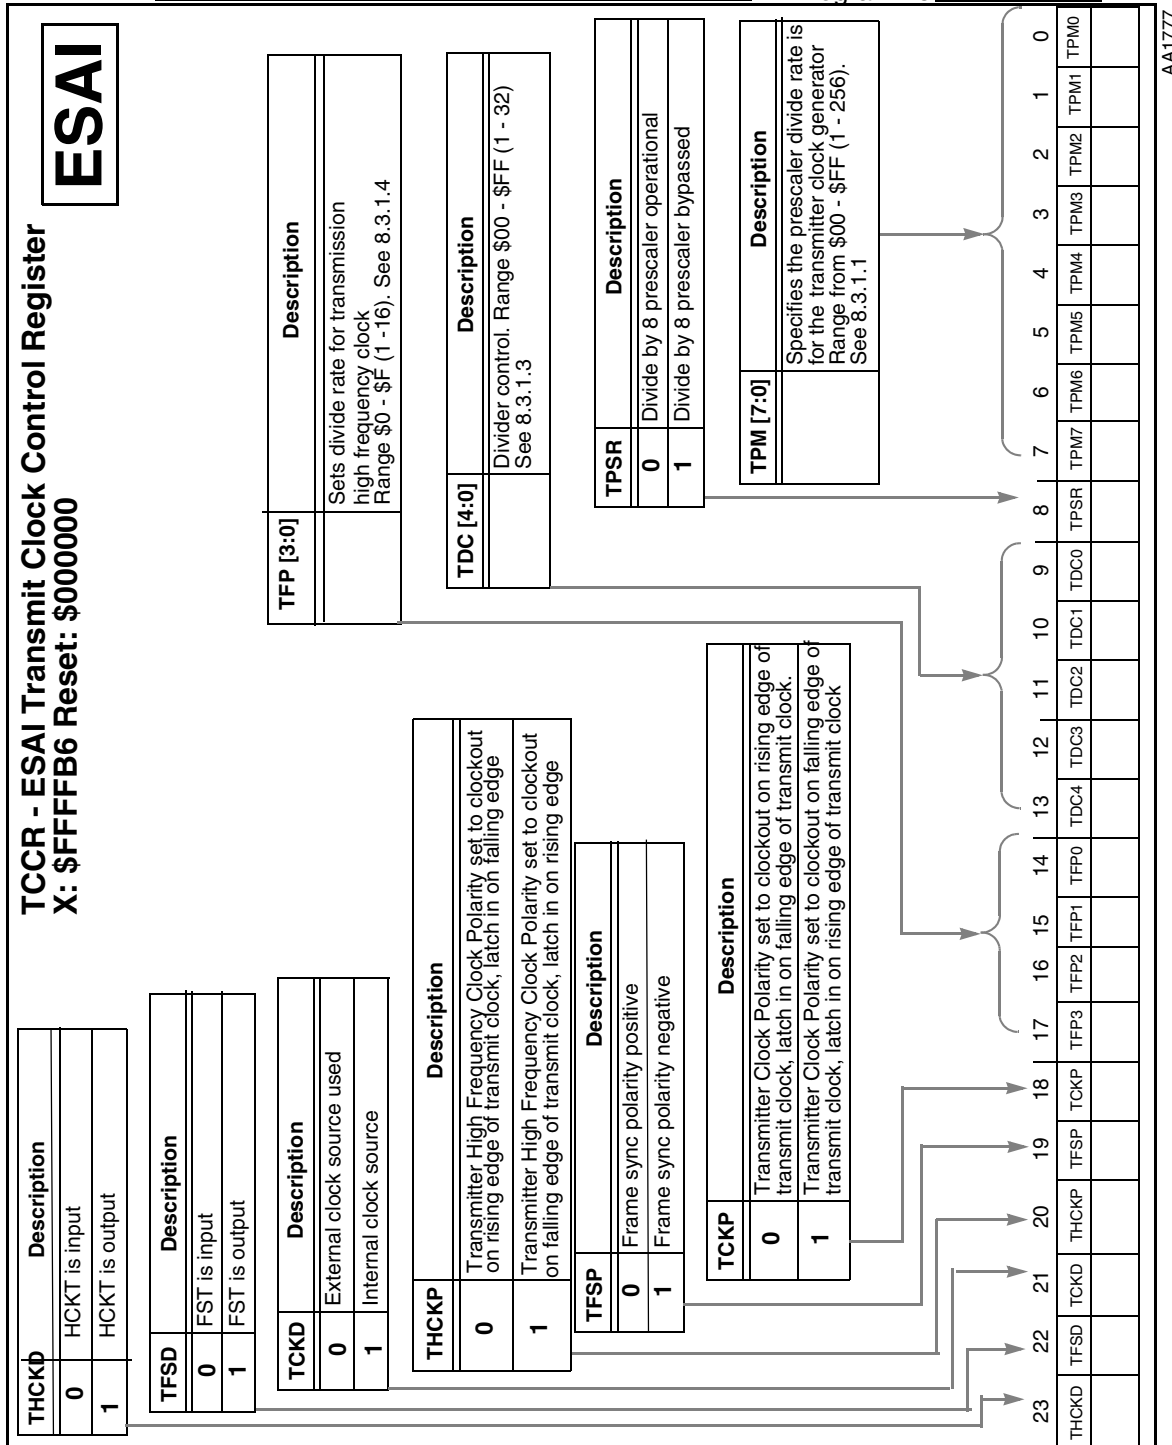 TCCR - ESAI Transmit Clock Control Register
X: $FFFFB6 Reset: $000000
ESAI
THCKD Description
0 HCKT is input
1 HCKT is output
TFSD Description
0 FST is input
1 FST is output
TCKD Description
0 External clock source used
1 Internal clock source
THCKP Description
0 Transmitter High Frequency Clock Polarity set to clockout
on rising edge of transmit clock, latch in on falling edge
1 Transmitter High Frequency Clock Polarity set to clockout
on falling edge of transmit clock, latch in on rising edge
TFSP Description
0 Frame sync polarity positive
1 Frame sync polarity negative
TCKP Description
0 Transmitter Clock Polarity set to clockout on rising edge of
transmit clock, latch in on falling edge of transmit clock.
1 Transmitter Clock Polarity set to clockout on falling edge of
transmit clock, latch in on rising edge of transmit clock
TFP [3:0] Description
Sets divide rate for transmission
high frequency clock
Range $0 - $F (1 -16). See 8.3.1.4
TDC [4:0] Description
Divider control. Range $00 - $FF (1 - 32)
See 8.3.1.3
TPSR Description
0 Divide by 8 prescaler operational
1 Divide by 8 prescaler bypassed
TPM [7:0] Description
Specifies the prescaler divide rate is
for the transmitter clock generator
Range from $00 - $FF (1 - 256).
See 8.3.1.1
23 22 21 20 19 18 17 16 15 14 13 12 11 10 9 8 7 6 5 4 3 2 1 0
THCKD TFSD TCKD THCKP TFSP TCKP TFP3 TFP2 TFP1 TFP0 TDC4 TDC3 TDC2 TDC1 TDC0 TPSR TPM7 TPM6 TPM5 TPM4 TPM3 TPM2 TPM1 TPM0
AA1777